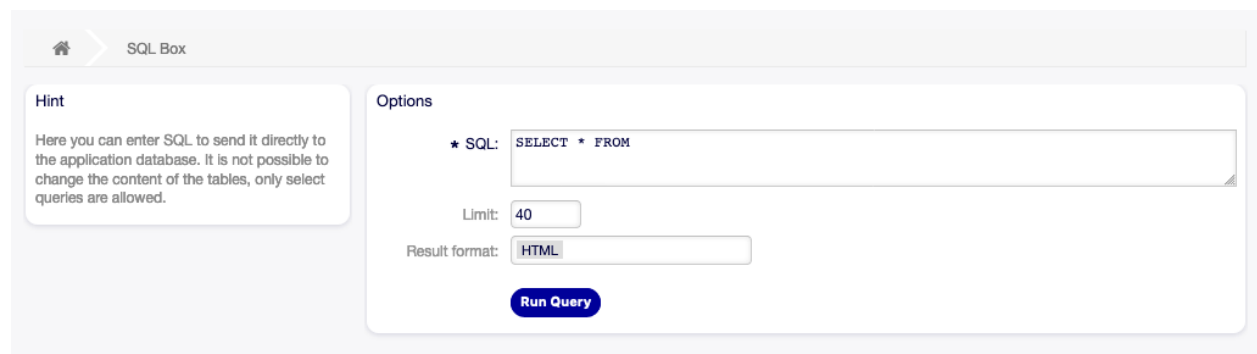 SQL Box
Hint
Here you can enter SQL to send it directly to
the application database. It is not possible to
change the content of the tables, only select
queries are allowed.
Options
★ SQL: SELECT * FROM
Limit: 40
Result format: HTML
Run Query